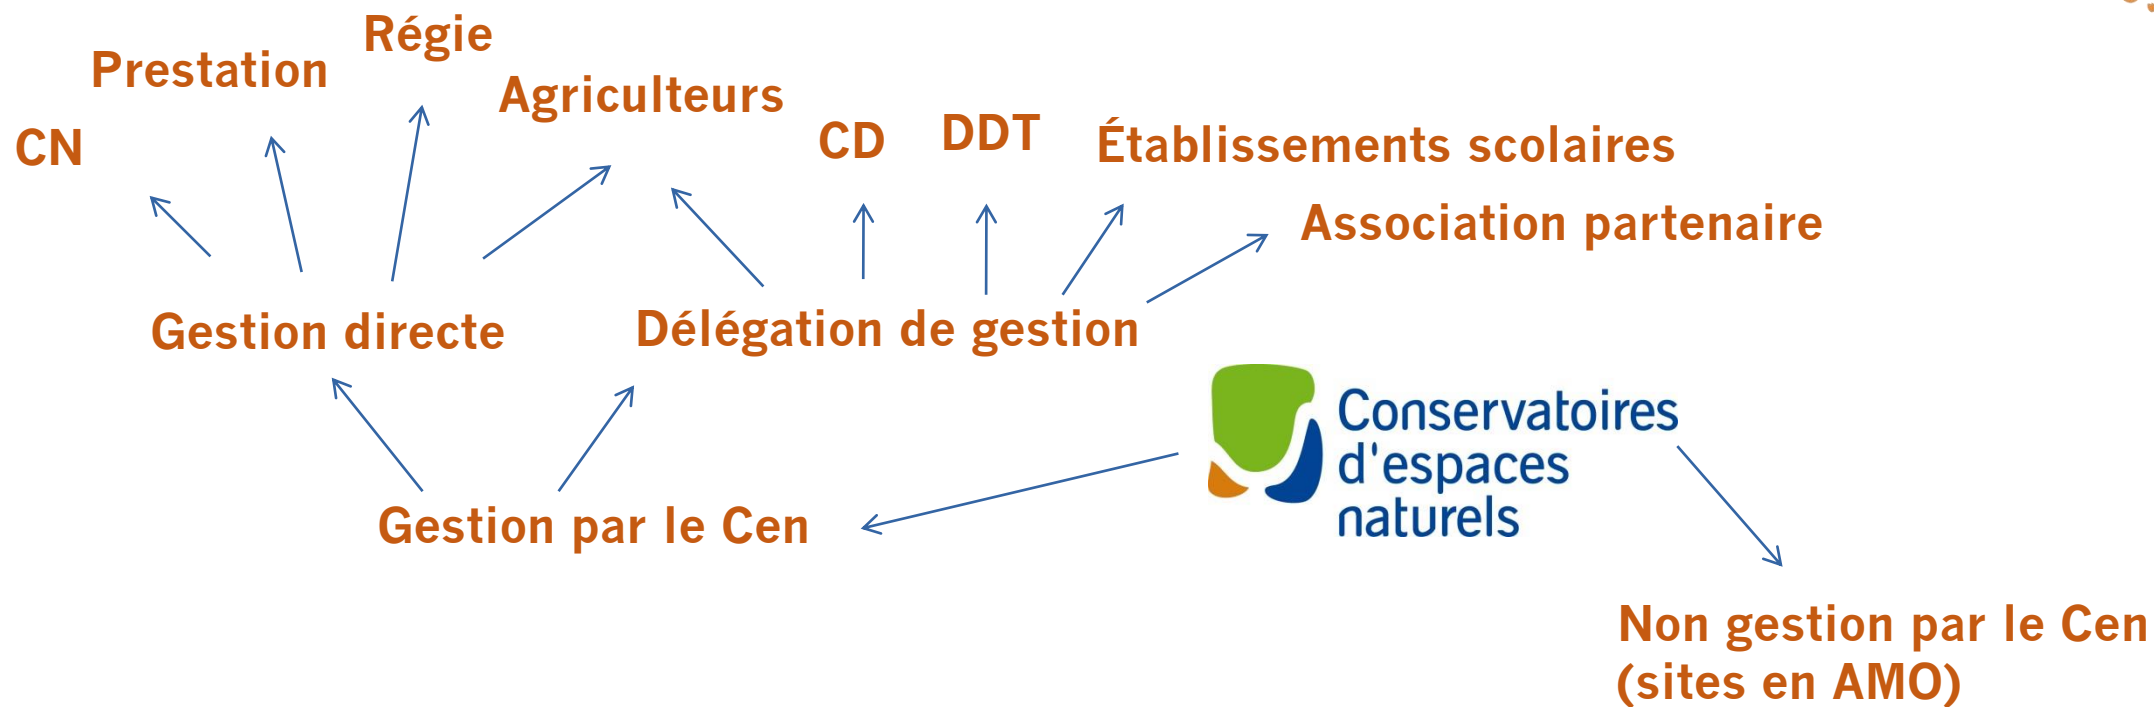 Régie
Prestation
Agriculteurs
CN
CD
DDT
Établissements scolaires
Association partenaire
Gestion directe
Délégation de gestion
Conservatoires
d'espaces
naturels
Gestion par le Cen
Non gestion par le Cen
(sites en AMO)